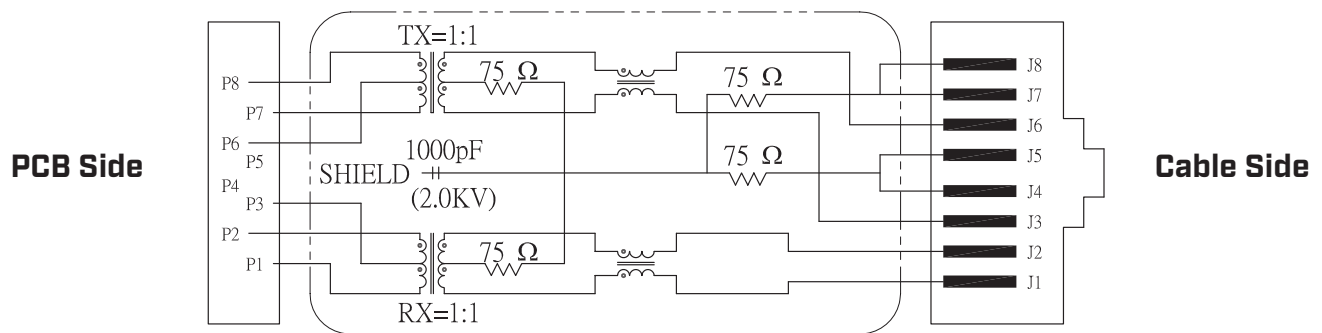 PCB Side
P8
P7
P6
P5
P4
P3
P2
P1
TX=1:1
75 Ω
75 Ω
1000pF
SHIELD
(2.0KV)
75 Ω
75 Ω
RX=1:1
J8
J7
J6
J5
J4
J3
J2
J1
Cable Side